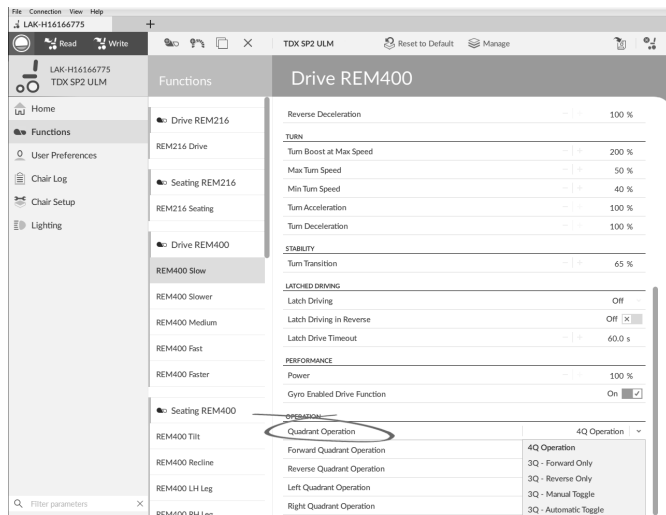 File Connection View Help
LAK-H16166775
Read Write TDX SP2 ULM Reset to Default Manage
LAK-H16166775
TDX SP2 ULM
Functions
Drive REM400
Home
Functions
User Preferences
Chair Log
Chair Setup
Lighting
Filter parameters
Drive REM216
REM216 Drive
Seating REM216
REM216 Seating
Drive REM400
REM400 Slow
REM400 Slower
REM400 Medium
REM400 Fast
REM400 Faster
Seating REM400
REM400 Tilt
REM400 Recline
REM400 LH Leg
REM400 RH Leg
Reverse Deceleration 100 %
TURN
Turn Boost at Max Speed 200 %
Max Turn Speed 50 %
Min Turn Speed 40 %
Turn Acceleration 100 %
Turn Deceleration 100 %
STABILITY
Turn Transition 65 %
LATCHED DRIVING
Latch Driving Off
Latch Driving in Reverse Off
Latch Drive Timeout 60.0 s
PERFORMANCE
Power 100 %
Gyro Enabled Drive Function On
OPERATION
Quadrant Operation 4Q Operation
Forward Quadrant Operation
Reverse Quadrant Operation
Left Quadrant Operation
Right Quadrant Operation
4Q Operation
3Q - Forward Only
3Q - Reverse Only
3Q - Manual Toggle
3Q - Automatic Toggle